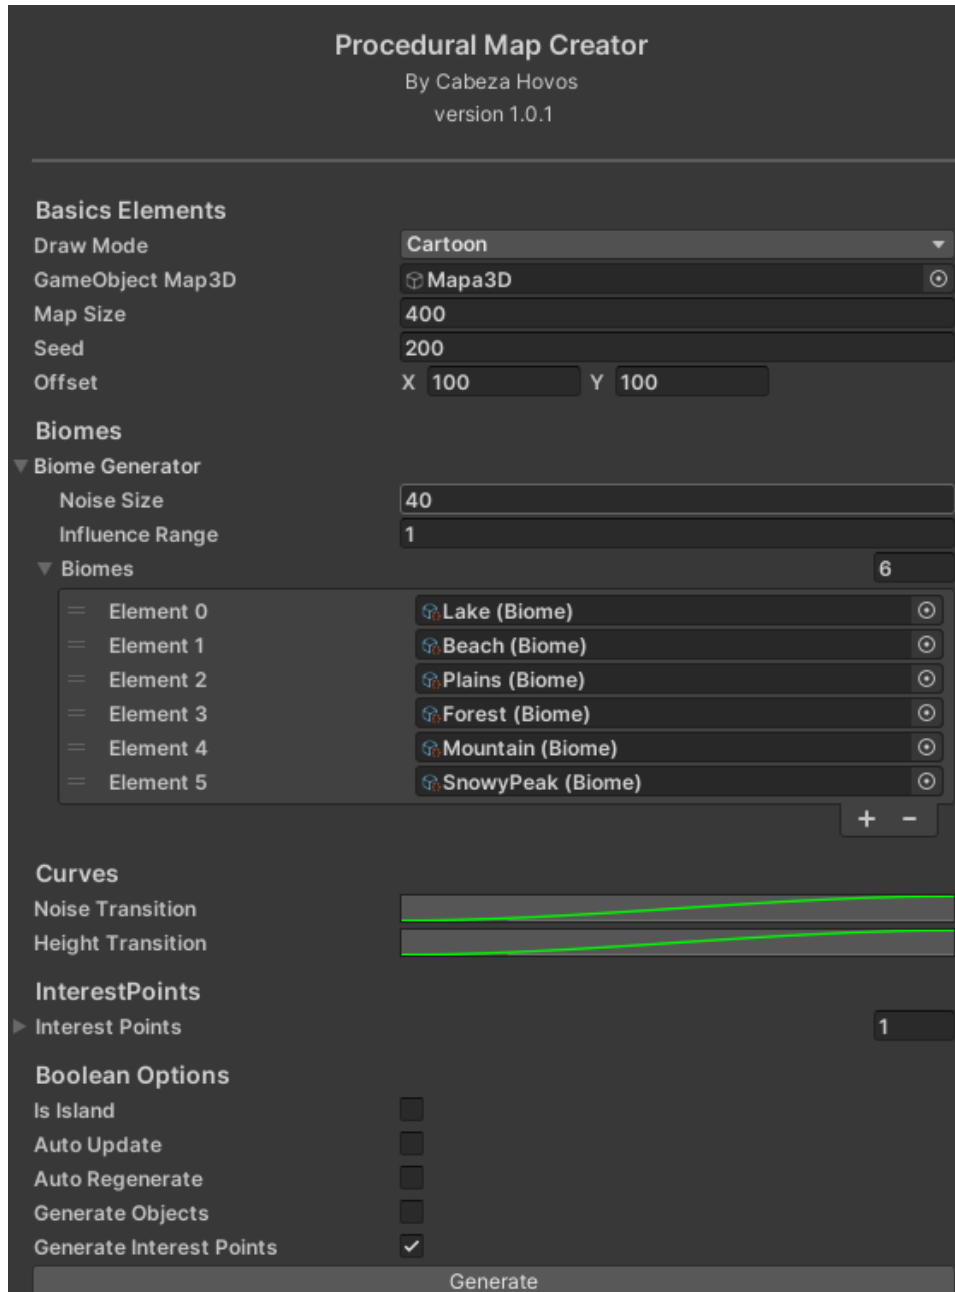 Procedural Map Creator
By Cabeza Hovos
version 1.0.1
Basics Elements
Draw Mode Cartoon
GameObject Map3D Mapa3D
Map Size 400
Seed 200
Offset X 100 Y 100
Biomes
Biome Generator
Noise Size 40
Influence Range 1
Biomes 6
Element 0 Lake (Biome)
Element 1 Beach (Biome)
Element 2 Plains (Biome)
Element 3 Forest (Biome)
Element 4 Mountain (Biome)
Element 5 SnowyPeak (Biome)
+ −
Curves
Noise Transition
Height Transition
InterestPoints
Interest Points 1
Boolean Options
Is Island
Auto Update
Auto Regenerate
Generate Objects
Generate Interest Points
Generate